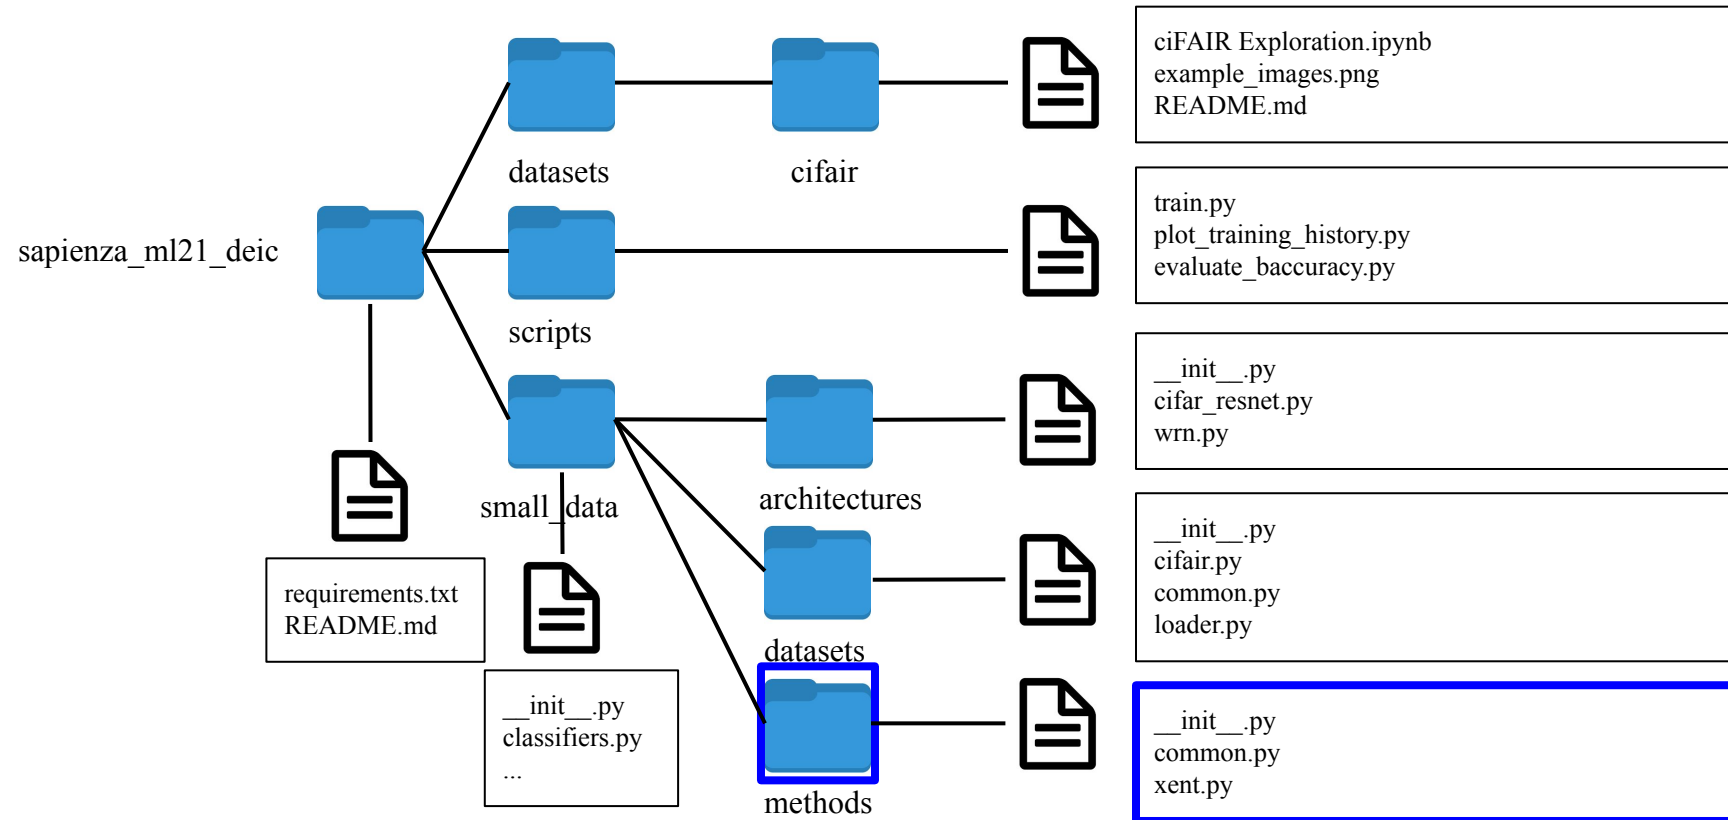 ciFAIR Exploration.ipynb
example_images.png
README.md
datasets
cifair
train.py
plot_training_history.py
evaluate_baccuracy.py
sapienza_ml21_deic
scripts
__init__.py
cifar_resnet.py
wrn.py
small_data
architectures
__init__.py
cifair.py
common.py
loader.py
requirements.txt
README.md
datasets
__init__.py
classifiers.py
...
__init__.py
common.py
xent.py
methods